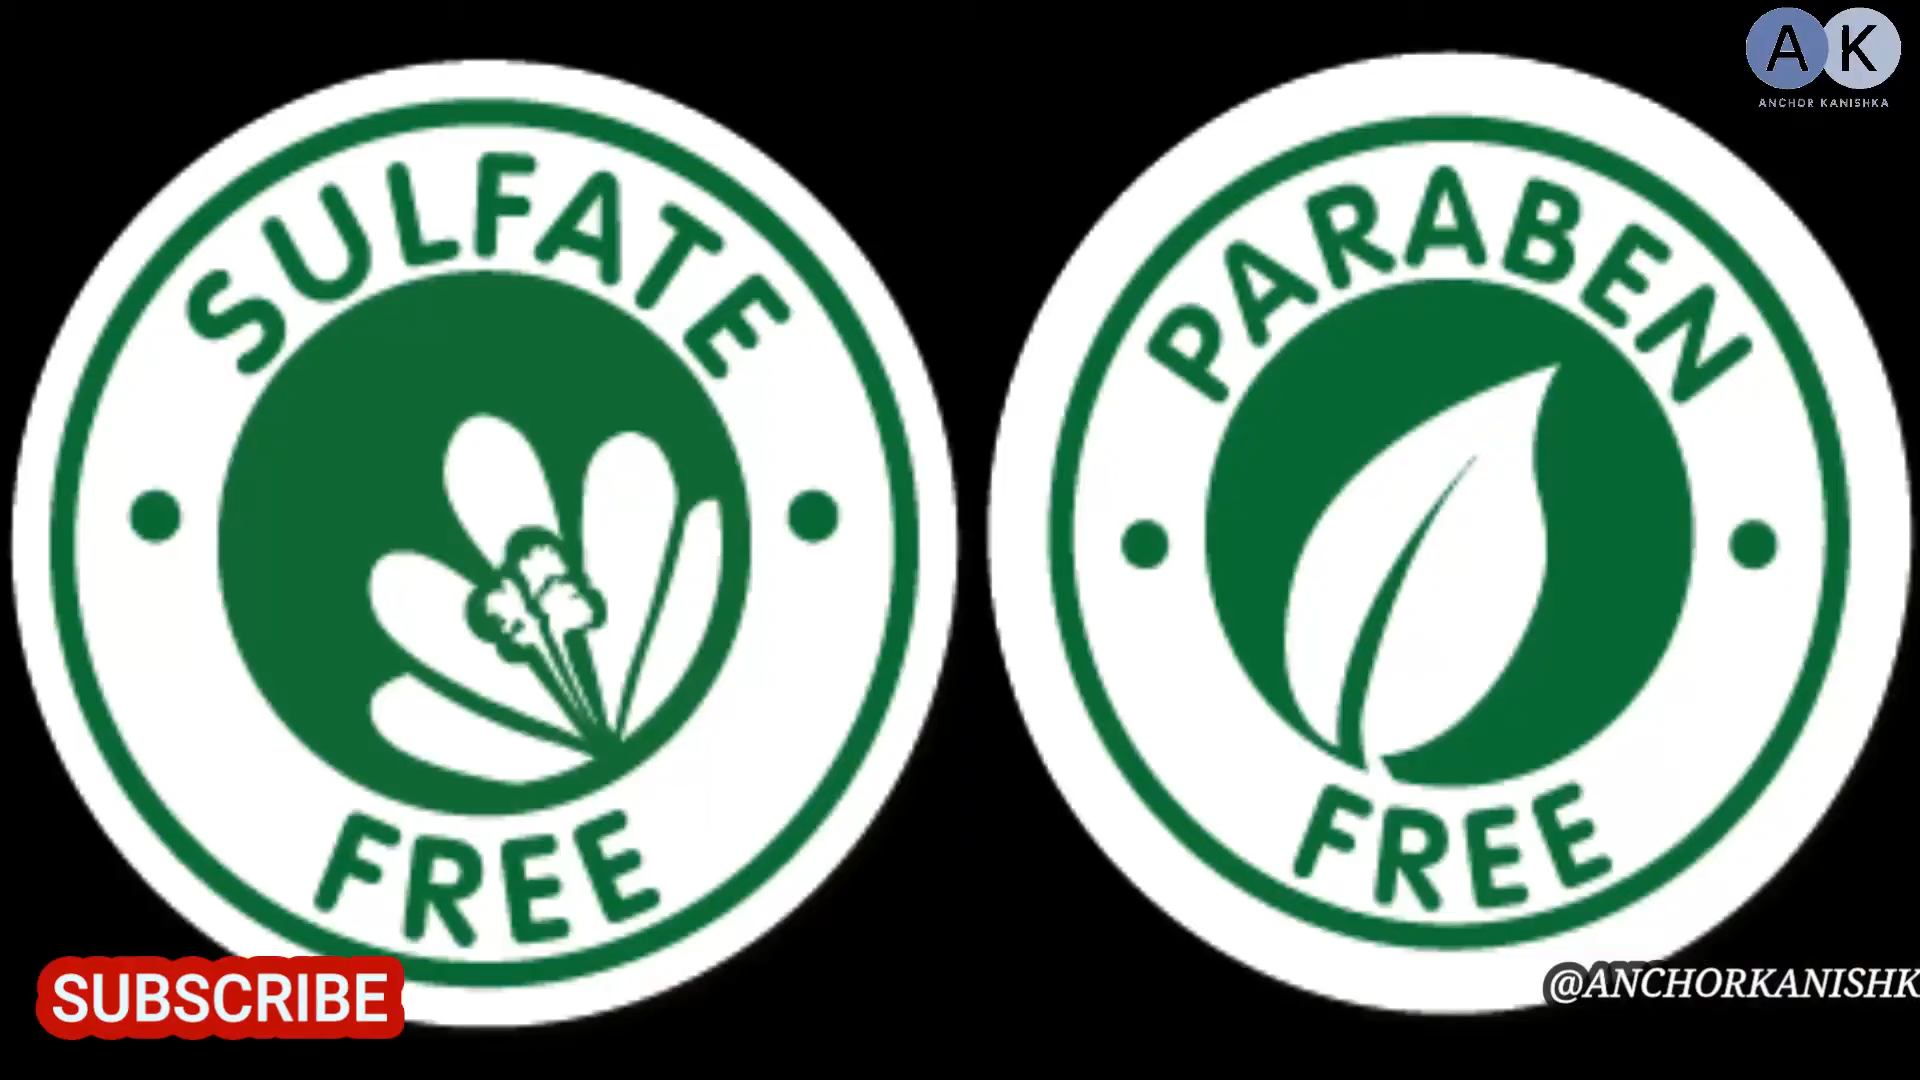 AK
ANCHOR KANISHKA
SULFATE
FREE
PARABEN
FREE
SUBSCRIBE
@ANCHORKANISHK